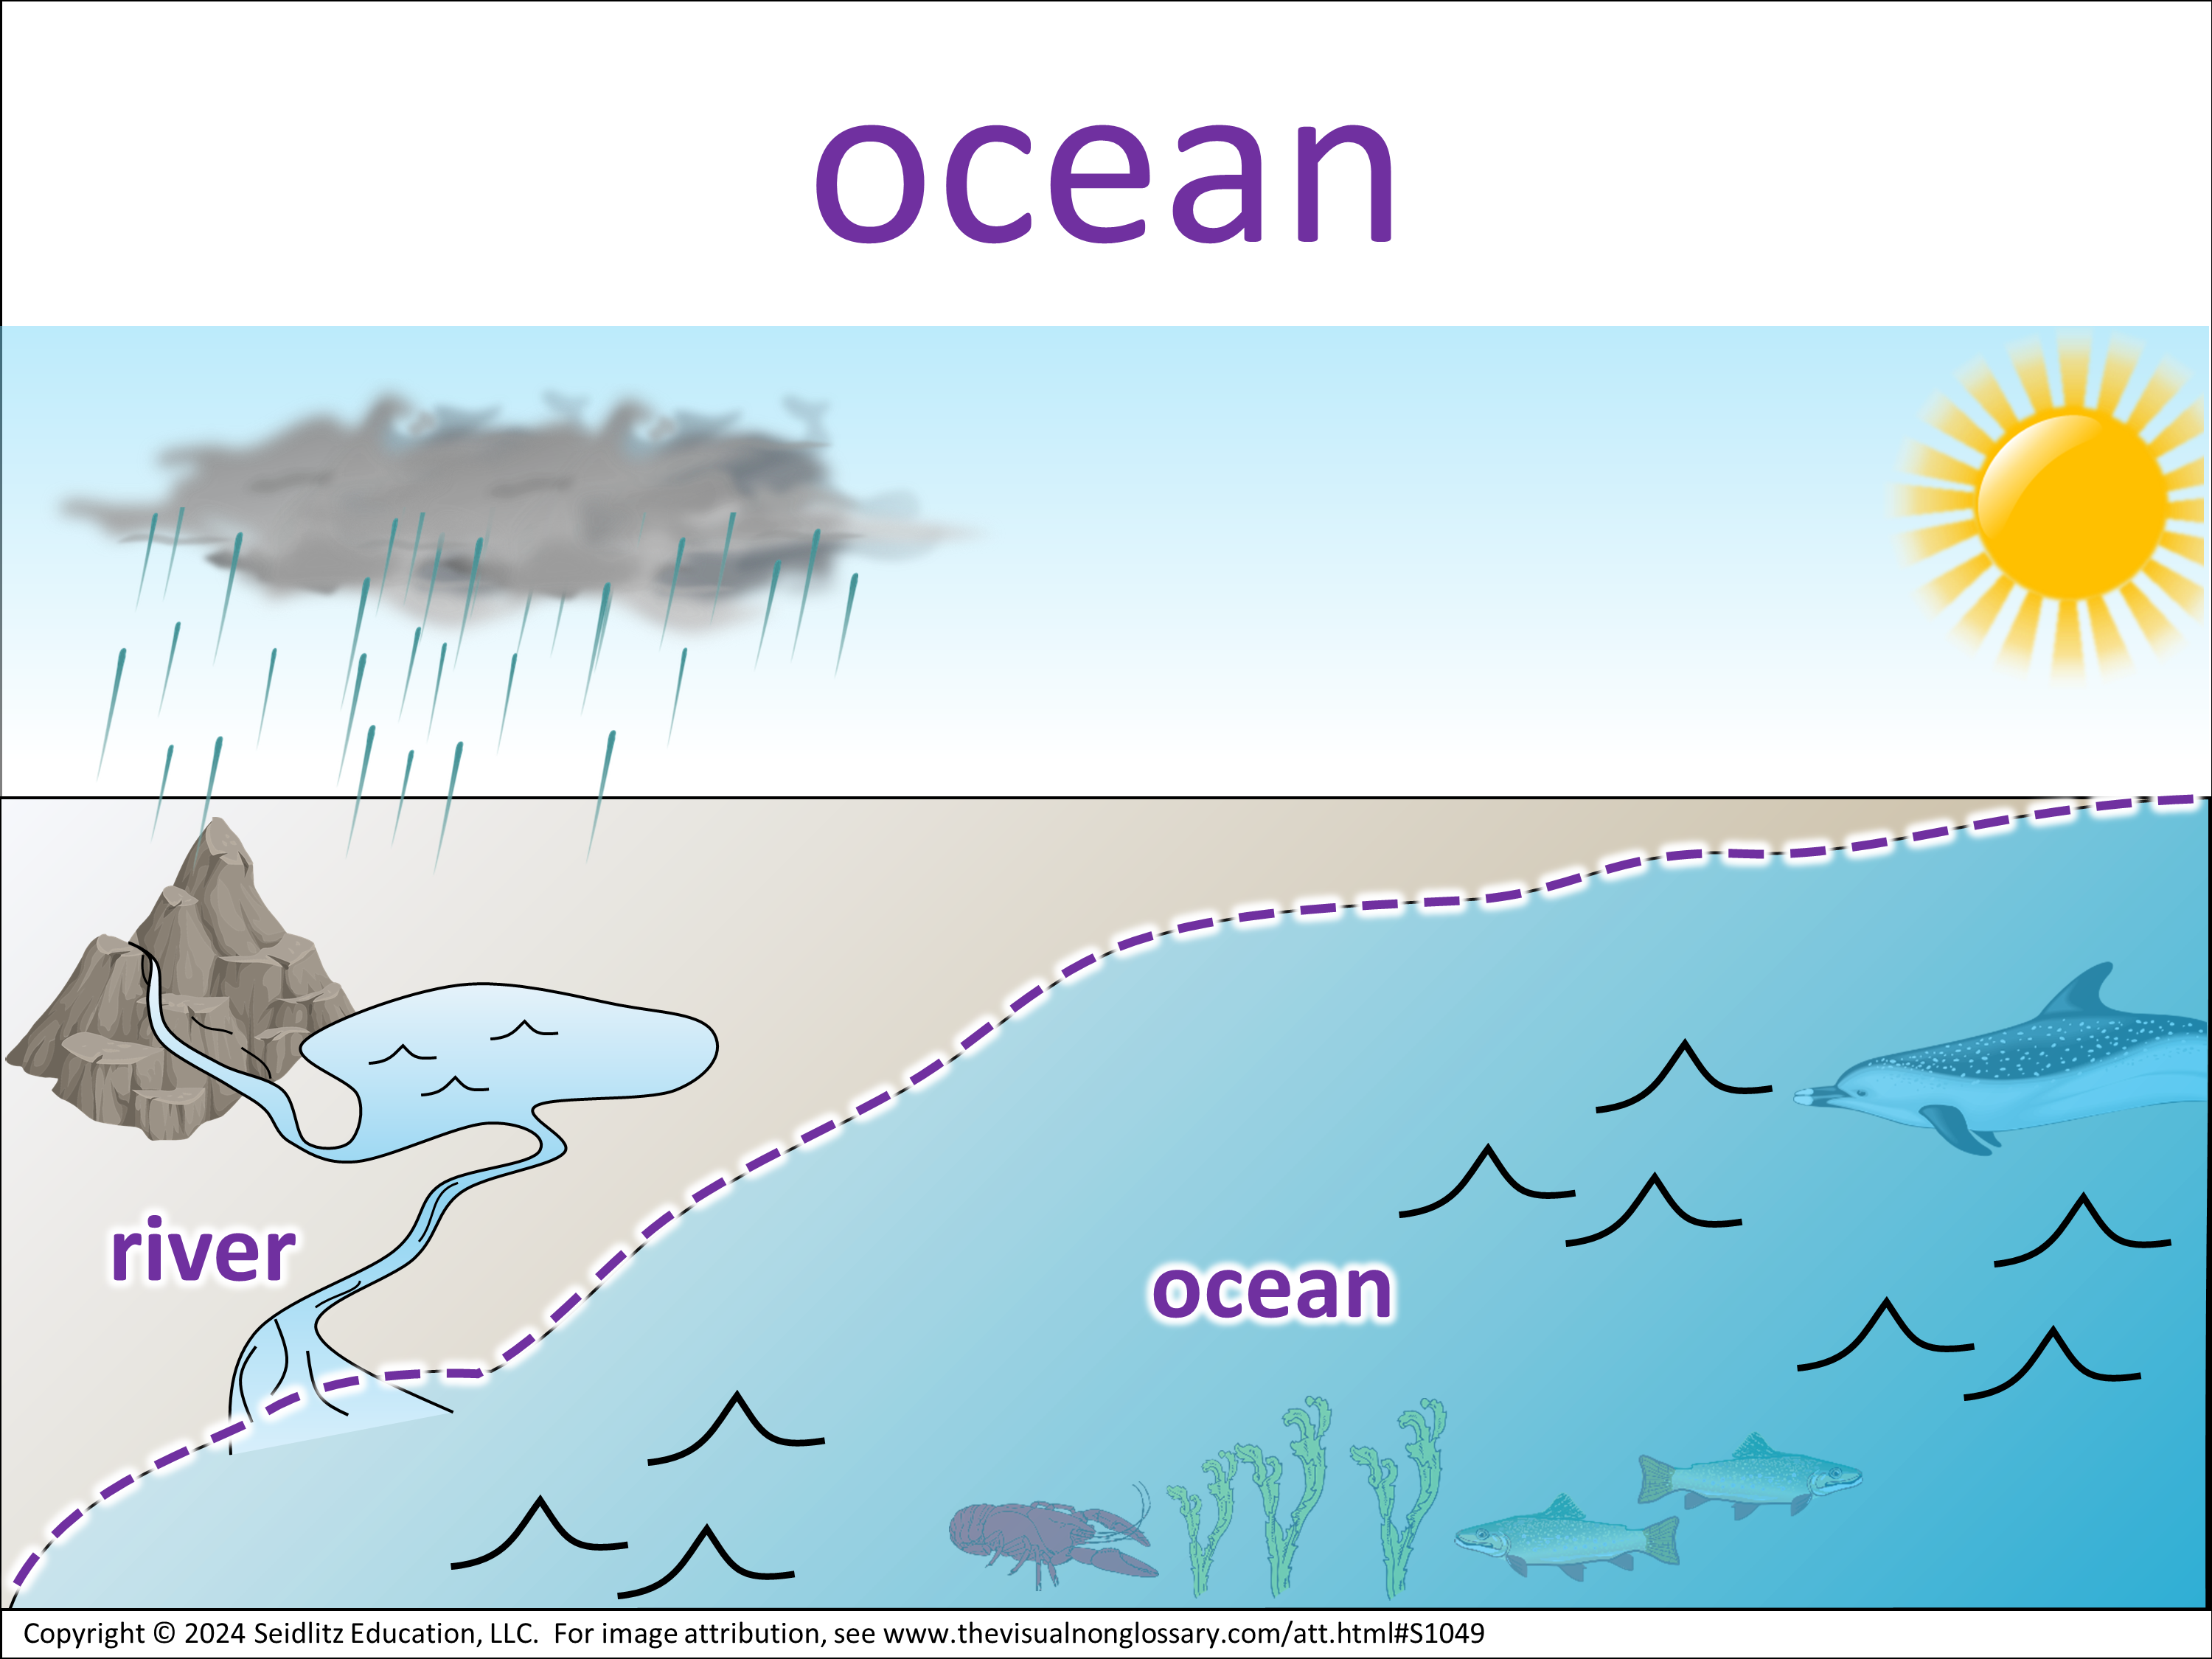 ocean
river
ocean
Copyright © 2024 Seidlitz Education, LLC.  For image attribution, see www.thevisualnonglossary.com/att.html#S1049